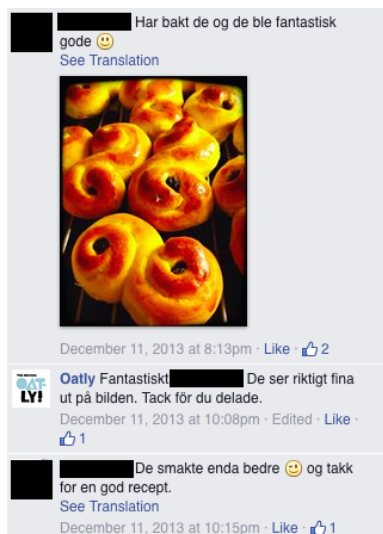 Har bakt de og de ble fantastisk
gode
See Translation
December 11, 2013 at 8:13pm · Like · 2
OAT-
LY!
Oatly Fantastiskt De ser riktigt fina
ut på bilden. Tack för du delade.
December 11, 2013 at 10:08pm · Edited · Like ·
1
De smakte enda bedre og takk
for en god recept.
See Translation
December 11, 2013 at 10:15pm · Like · 1